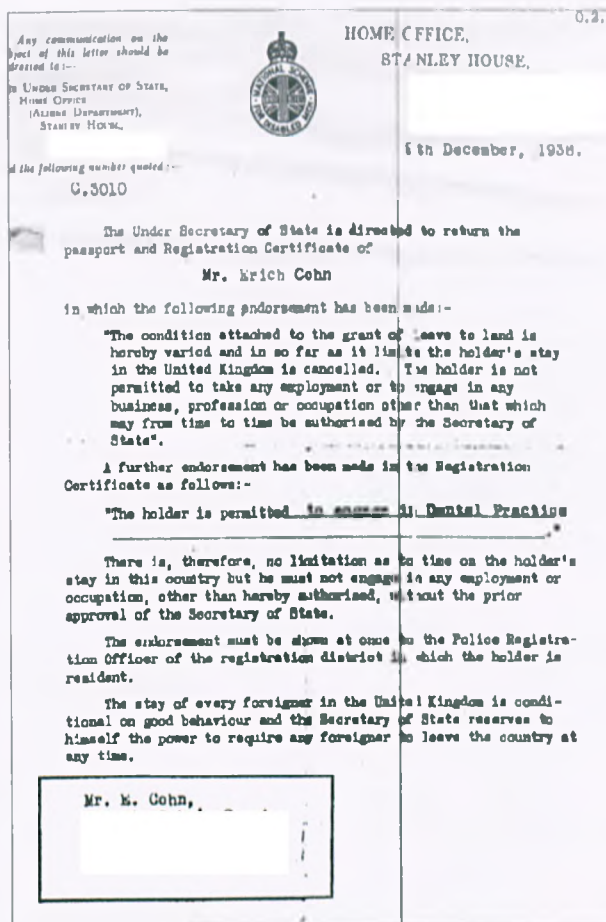 O.2.
Any communication on the
bject of this letter should be
dressed to :—
UNDER SECRETARY OF STATE,
HOME OFFICE
(ALIENS DEPARTMENT),
STANLEY HOUSE,
d the following number quoted :—
C.3010
NATIONAL SCHEME
FOR DISABLED MEN
HOME OFFICE,
STANLEY HOUSE,
th December, 1938.
The Under Secretary of State is directed to return the
passport and Registration Certificate of
Mr. Erich Cohn
in which the following endorsement has been made:-
"The condition attached to the grant of leave to land is
hereby varied and in so far as it limits the holder's stay
in the United Kingdom is cancelled. The holder is not
permitted to take any employment or to engage in any
business, profession or occupation other than that which
may from time to time be authorised by the Secretary of
State".
A further endorsement has been made in the Registration
Certificate as follows:-
"The holder is permitted to engage in Dental Practice
."
There is, therefore, no limitation as to time on the holder's
stay in this country but he must not engage in any employment or
occupation, other than hereby authorised, without the prior
approval of the Secretary of State.
The endorsement must be shown at once to the Police Registra-
tion Officer of the registration district in which the holder is
resident.
The stay of every foreigner in the United Kingdom is condi-
tional on good behaviour and the Secretary of State reserves to
himself the power to require any foreigner to leave the country at
any time.
Mr. E. Cohn,